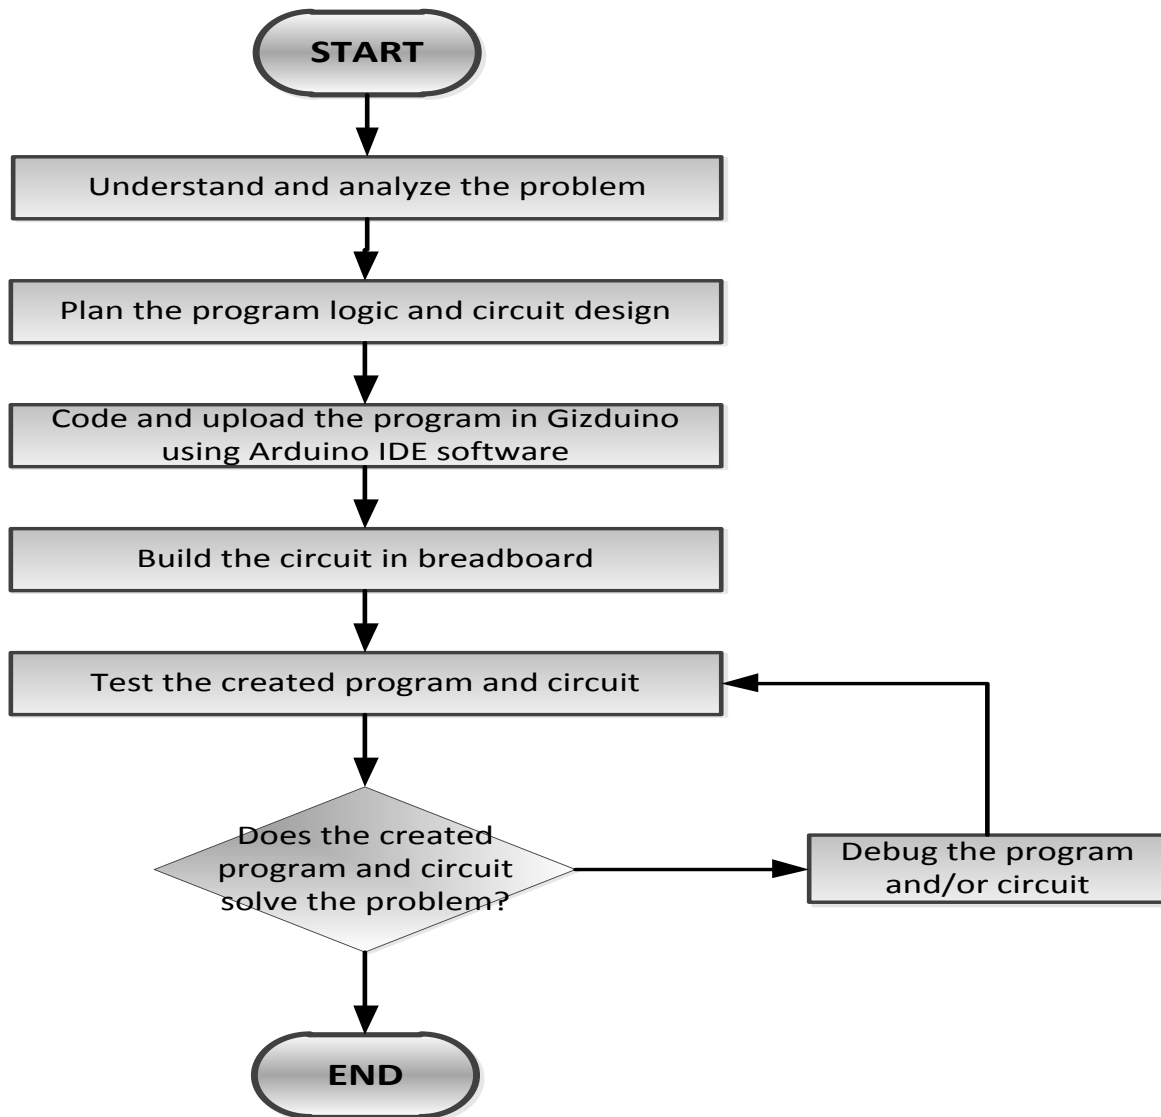 START
Understand and analyze the problem
Plan the program logic and circuit design
Code and upload the program in Gizduino
using Arduino IDE software
Build the circuit in breadboard
Test the created program and circuit
Does the created
program and circuit
solve the problem?
Debug the program
and/or circuit
END